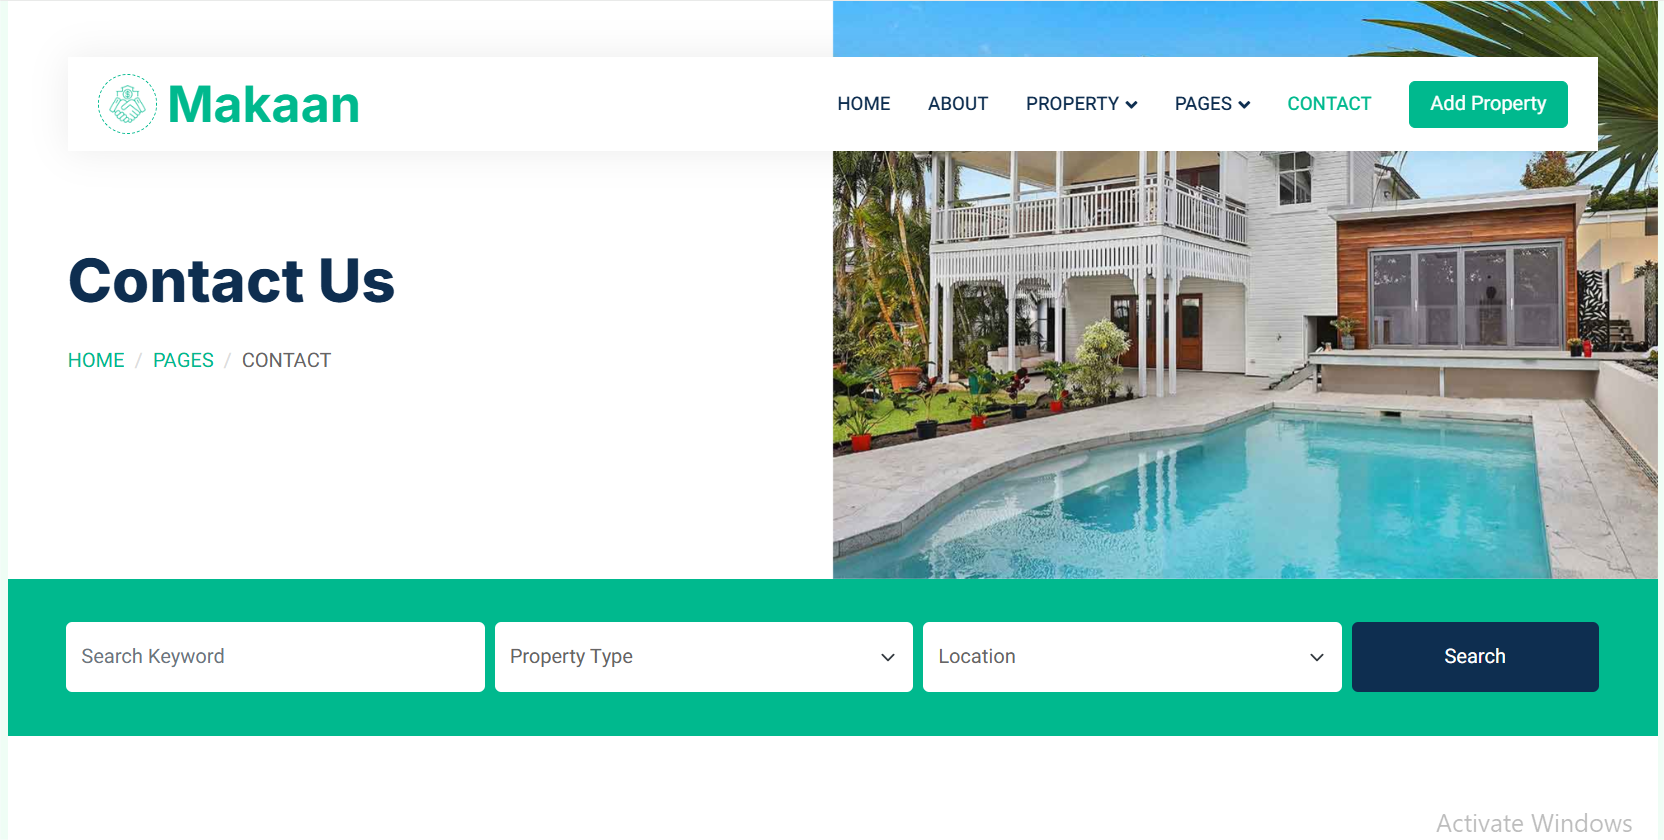 Makaan
HOME ABOUT PROPERTY PAGES CONTACT Add Property
Contact Us
HOME / PAGES / CONTACT
Search Keyword Property Type Location Search
Activate Windows